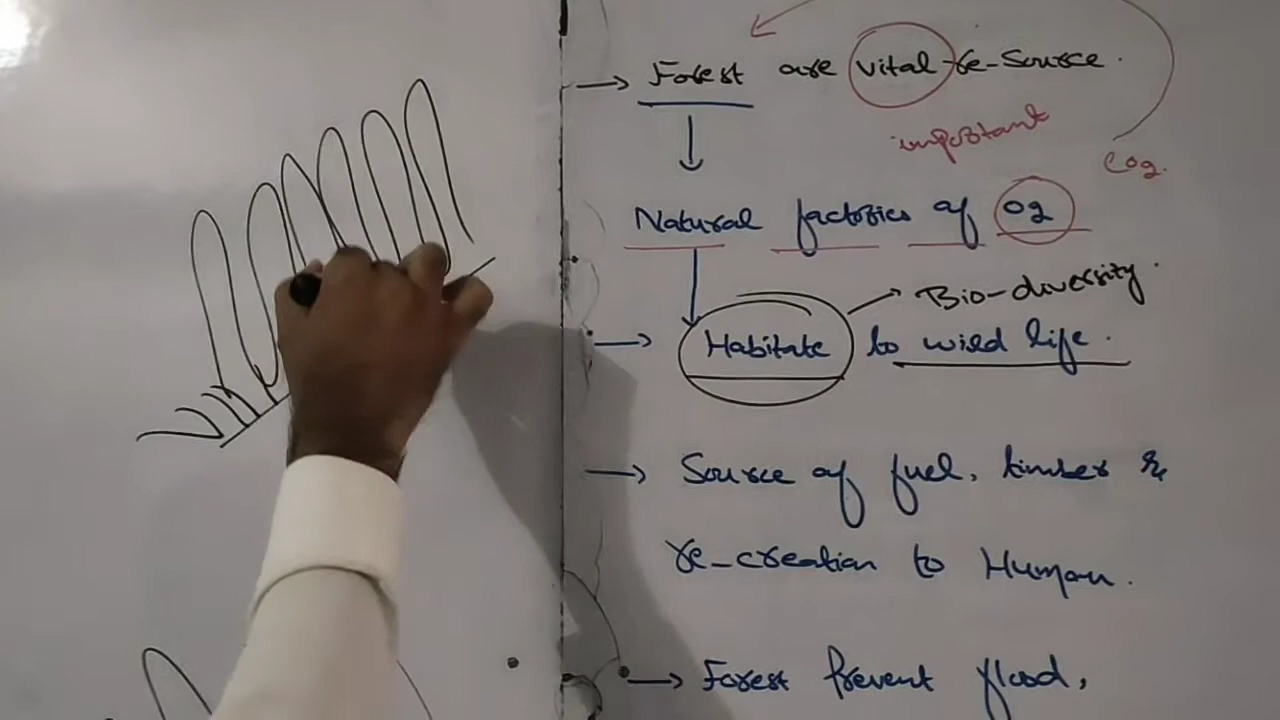 → Forest are vital re-Source.
important
CO2.
Natural factories of O2
→ Bio-diversity.
→ Habitate to wild life.
→ Source of fuel, timber &
re-creation to Human.
→ Forest Prevent flood,